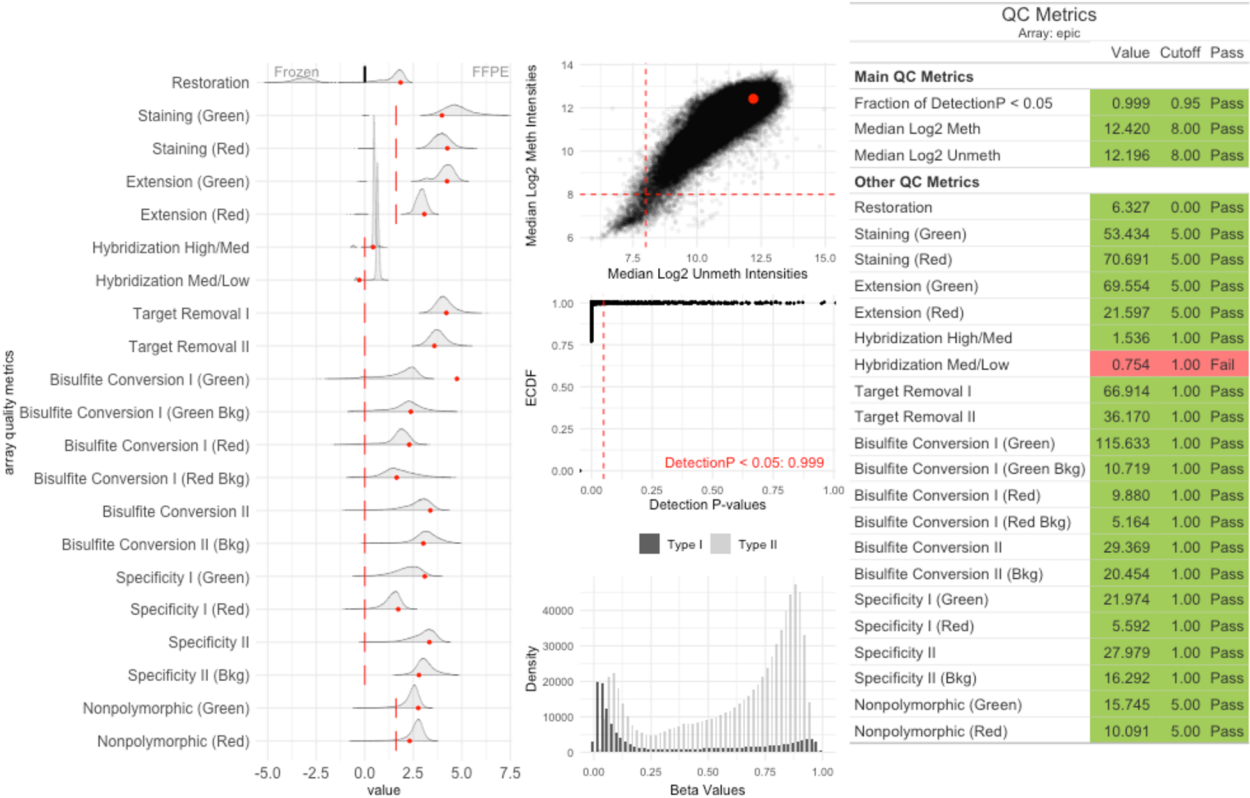 array quality metrics
Frozen
FFPE
Restoration
Staining (Green)
Staining (Red)
Extension (Green)
Extension (Red)
Hybridization High/Med
Hybridization Med/Low
Target Removal I
Target Removal II
Bisulfite Conversion I (Green)
Bisulfite Conversion I (Green Bkg)
Bisulfite Conversion I (Red)
Bisulfite Conversion I (Red Bkg)
Bisulfite Conversion II
Bisulfite Conversion II (Bkg)
Specificity I (Green)
Specificity I (Red)
Specificity II
Specificity II (Bkg)
Nonpolymorphic (Green)
Nonpolymorphic (Red)
-5.0 -2.5 0.0 2.5 5.0 7.5
value
Median Log2 Meth Intensities
14
12
10
8
6
7.5 10.0 12.5 15.0
Median Log2 Unmeth Intensities
ECDF
1.00
0.75
0.50
0.25
0.00
DetectionP < 0.05: 0.999
0.00 0.25 0.50 0.75 1.00
Detection P-values
Type I Type II
Density
40000
30000
20000
10000
0
0.00 0.25 0.50 0.75 1.00
Beta Values
QC Metrics
Array: epic
Value Cutoff Pass
Main QC Metrics
Fraction of DetectionP < 0.05 0.999 0.95 Pass
Median Log2 Meth 12.420 8.00 Pass
Median Log2 Unmeth 12.196 8.00 Pass
Other QC Metrics
Restoration 6.327 0.00 Pass
Staining (Green) 53.434 5.00 Pass
Staining (Red) 70.691 5.00 Pass
Extension (Green) 69.554 5.00 Pass
Extension (Red) 21.597 5.00 Pass
Hybridization High/Med 1.536 1.00 Pass
Hybridization Med/Low 0.754 1.00 Fail
Target Removal I 66.914 1.00 Pass
Target Removal II 36.170 1.00 Pass
Bisulfite Conversion I (Green) 115.633 1.00 Pass
Bisulfite Conversion I (Green Bkg) 10.719 1.00 Pass
Bisulfite Conversion I (Red) 9.880 1.00 Pass
Bisulfite Conversion I (Red Bkg) 5.164 1.00 Pass
Bisulfite Conversion II 29.369 1.00 Pass
Bisulfite Conversion II (Bkg) 20.454 1.00 Pass
Specificity I (Green) 21.974 1.00 Pass
Specificity I (Red) 5.592 1.00 Pass
Specificity II 27.979 1.00 Pass
Specificity II (Bkg) 16.292 1.00 Pass
Nonpolymorphic (Green) 15.745 5.00 Pass
Nonpolymorphic (Red) 10.091 5.00 Pass